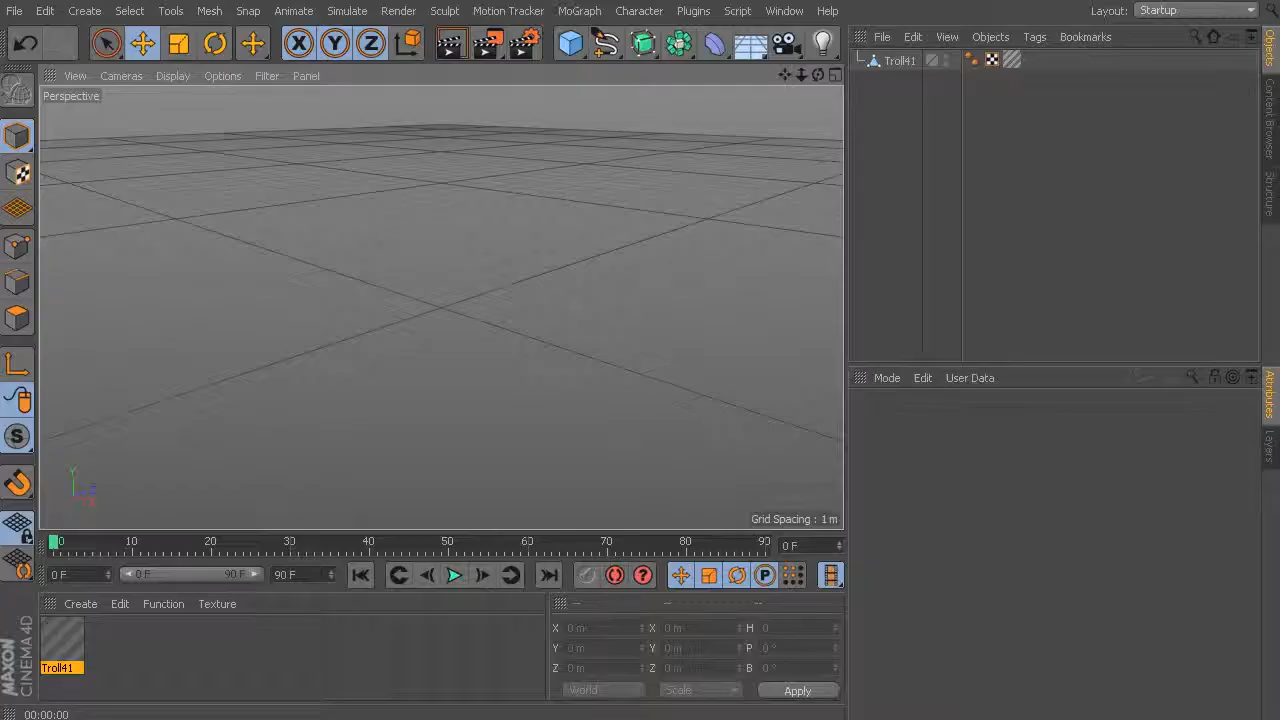 File Edit Create Select Tools Mesh Snap Animate Simulate Render Sculpt Motion Tracker MoGraph Character Plugins Script Window Help Layout: Startup
X Y Z
File Edit View Objects Tags Bookmarks
Troll41
Objects
Content Browser
Structure
View Cameras Display Options Filter Panel
Perspective
Y
Z
X
Grid Spacing : 1 m
Mode Edit User Data
Attributes
Layers
S
0 10 20 30 40 50 60 70 80 90 0 F
0 F 0 F 90 F 90 F ? P
Create Edit Function Texture
-- -- --
Troll41
X 0 m X 0 m H 0
Y 0 m Y 0 m P 0 °
Z 0 m Z 0 m B 0 °
World Scale Apply
MAXON
CINEMA 4D
00:00:00